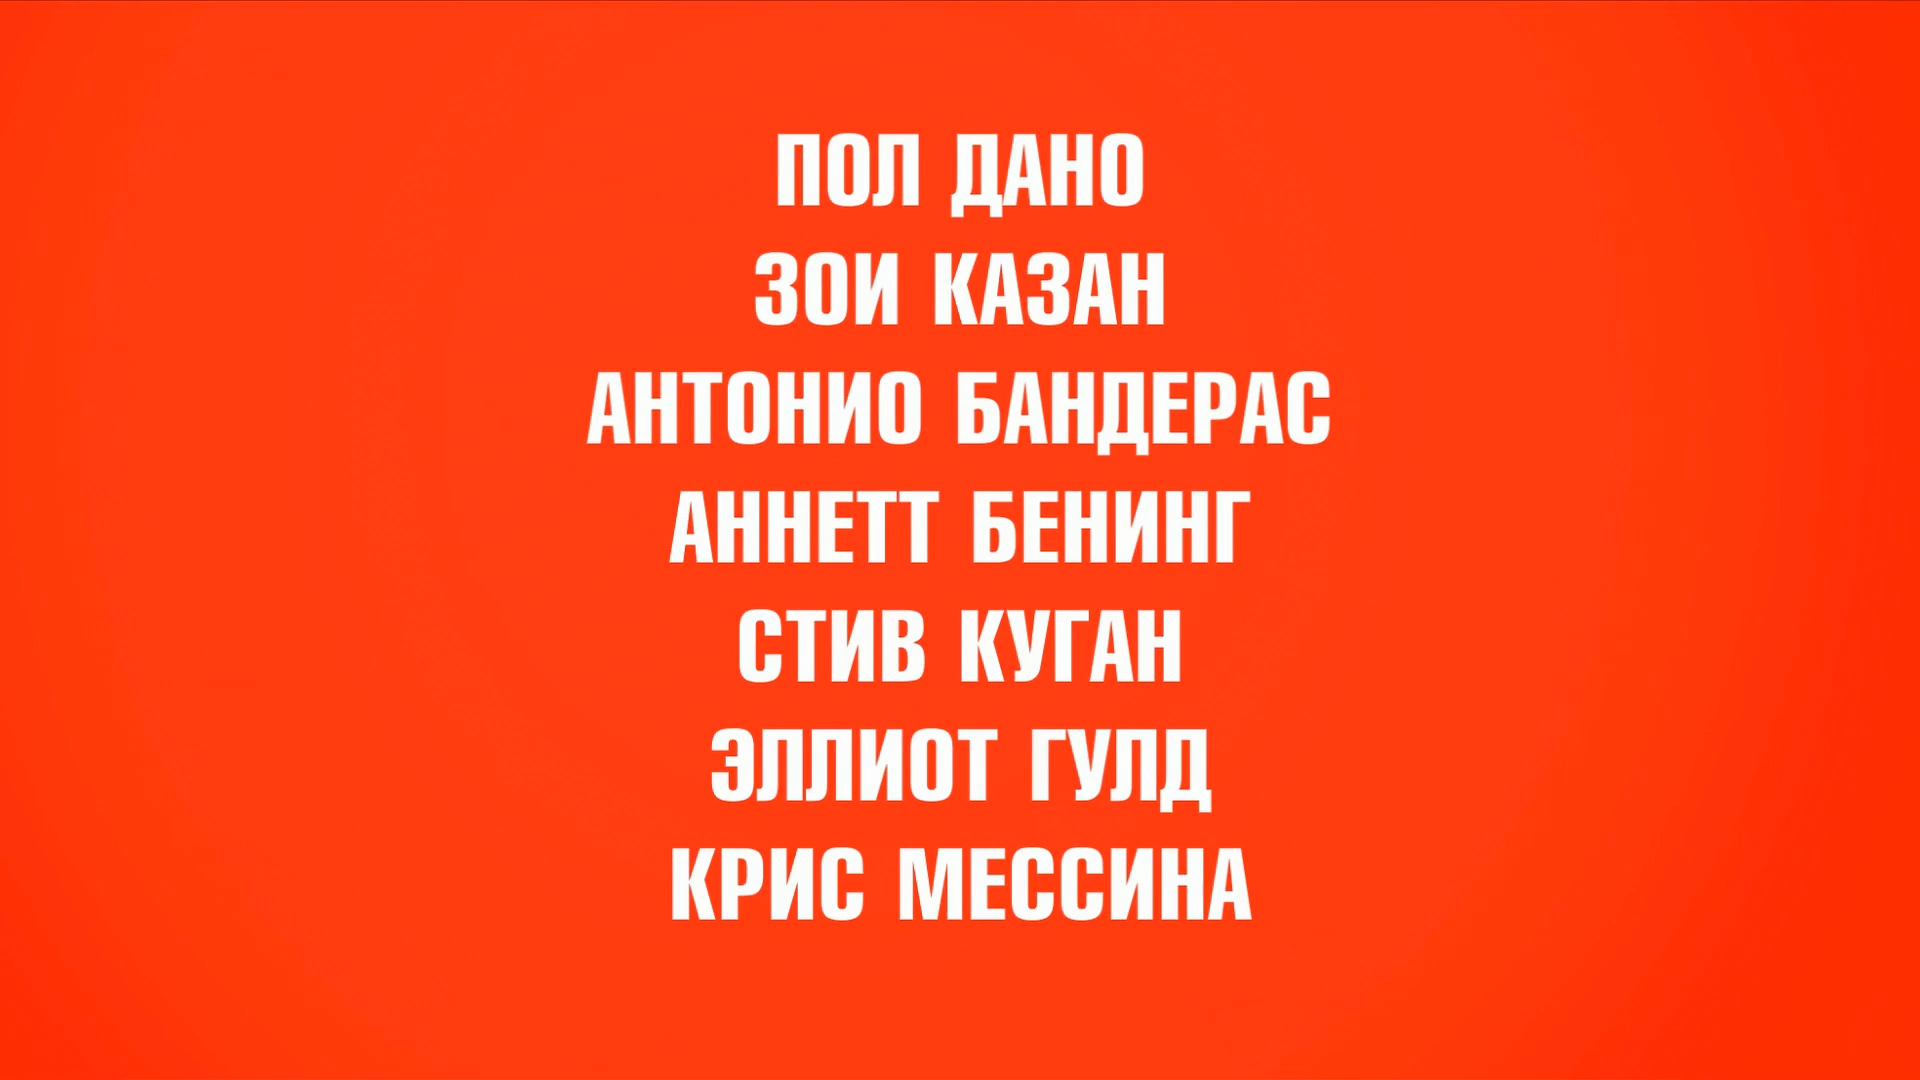 ПОЛ ДАНО
ЗОИ КАЗАН
АНТОНИО БАНДЕРАС
АННЕТТ БЕНИНГ
СТИВ КУГАН
ЭЛЛИОТ ГУЛД
КРИС МЕССИНА